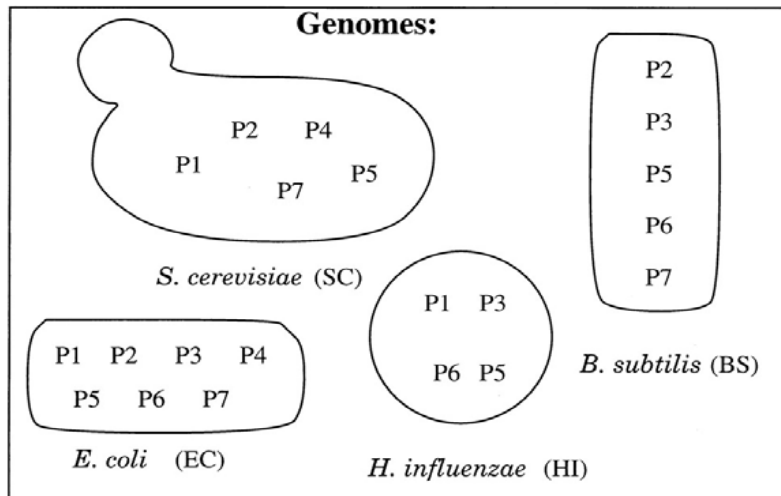 Genomes:
P2 P4
P1
P7
P5
S. cerevisiae (SC)
P2
P3
P5
P6
P7
B. subtilis (BS)
P1 P2 P3 P4
P5 P6 P7
E. coli (EC)
P1 P3
P6 P5
H. influenzae (HI)